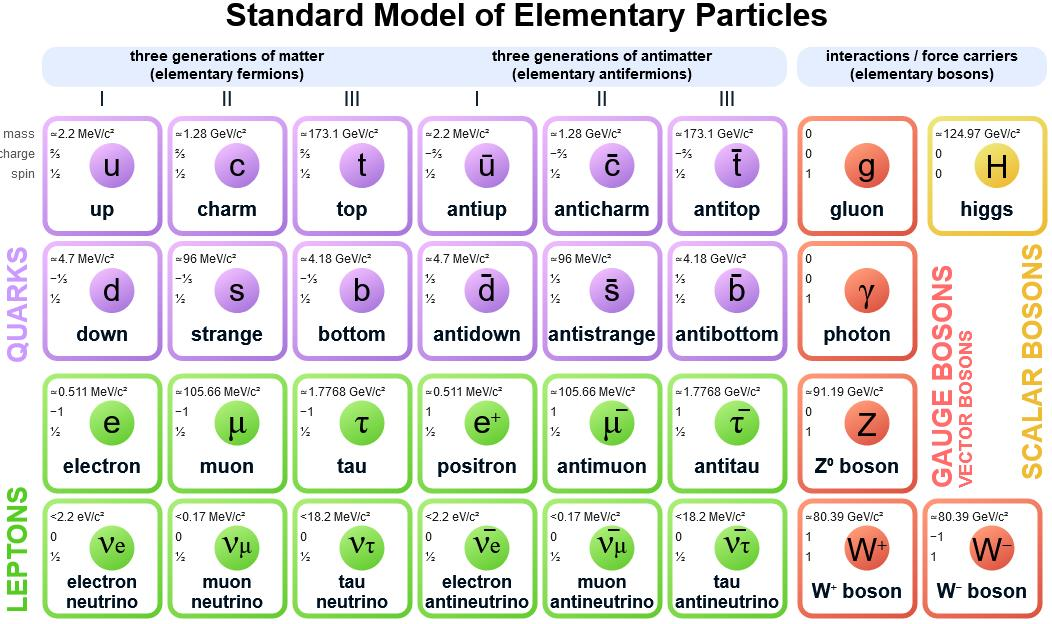 Standard Model of Elementary Particles
three generations of matter
(elementary fermions)
three generations of antimatter
(elementary antifermions)
interactions / force carriers
(elementary bosons)
I
II
III
I
II
III
mass
charge
spin
≃2.2 MeV/c²
⅔
½
u
up
≃1.28 GeV/c²
⅔
½
c
charm
≃173.1 GeV/c²
⅔
½
t
top
≃2.2 MeV/c²
−⅔
½
ū
antiup
≃1.28 GeV/c²
−⅔
½
c̄
anticharm
≃173.1 GeV/c²
−⅔
½
t̄
antitop
0
0
1
g
gluon
≃124.97 GeV/c²
0
0
H
higgs
QUARKS
≃4.7 MeV/c²
−⅓
½
d
down
≃96 MeV/c²
−⅓
½
s
strange
≃4.18 GeV/c²
−⅓
½
b
bottom
≃4.7 MeV/c²
⅓
½
d̄
antidown
≃96 MeV/c²
⅓
½
s̄
antistrange
≃4.18 GeV/c²
⅓
½
b̄
antibottom
0
0
1
γ
photon
GAUGE BOSONS
VECTOR BOSONS
SCALAR BOSONS
LEPTONS
≃0.511 MeV/c²
−1
½
e
electron
≃105.66 MeV/c²
−1
½
μ
muon
≃1.7768 GeV/c²
−1
½
τ
tau
≃0.511 MeV/c²
1
½
e⁺
positron
≃105.66 MeV/c²
1
½
μ̄
antimuon
≃1.7768 GeV/c²
1
½
τ̄
antitau
≃91.19 GeV/c²
0
1
Z
Z⁰ boson
<2.2 eV/c²
0
½
νe
electron
neutrino
<0.17 MeV/c²
0
½
νμ
muon
neutrino
<18.2 MeV/c²
0
½
ντ
tau
neutrino
<2.2 eV/c²
0
½
ν̄e
electron
antineutrino
<0.17 MeV/c²
0
½
ν̄μ
muon
antineutrino
<18.2 MeV/c²
0
½
ν̄τ
tau
antineutrino
≃80.39 GeV/c²
1
1
W⁺
W⁺ boson
≃80.39 GeV/c²
−1
1
W⁻
W⁻ boson